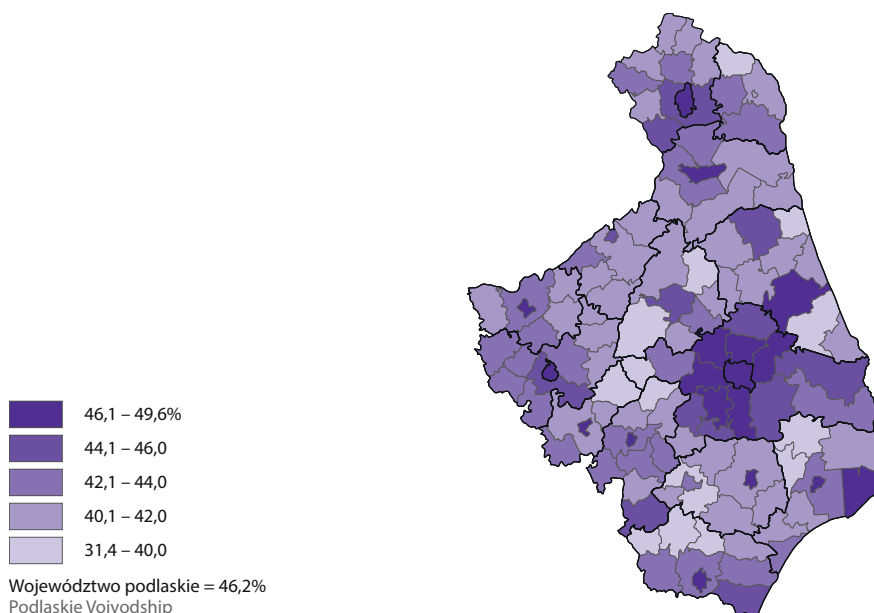 46,1 – 49,6%
44,1 – 46,0
42,1 – 44,0
40,1 – 42,0
31,4 – 40,0
Województwo podlaskie = 46,2%
Podlaskie Voivodship